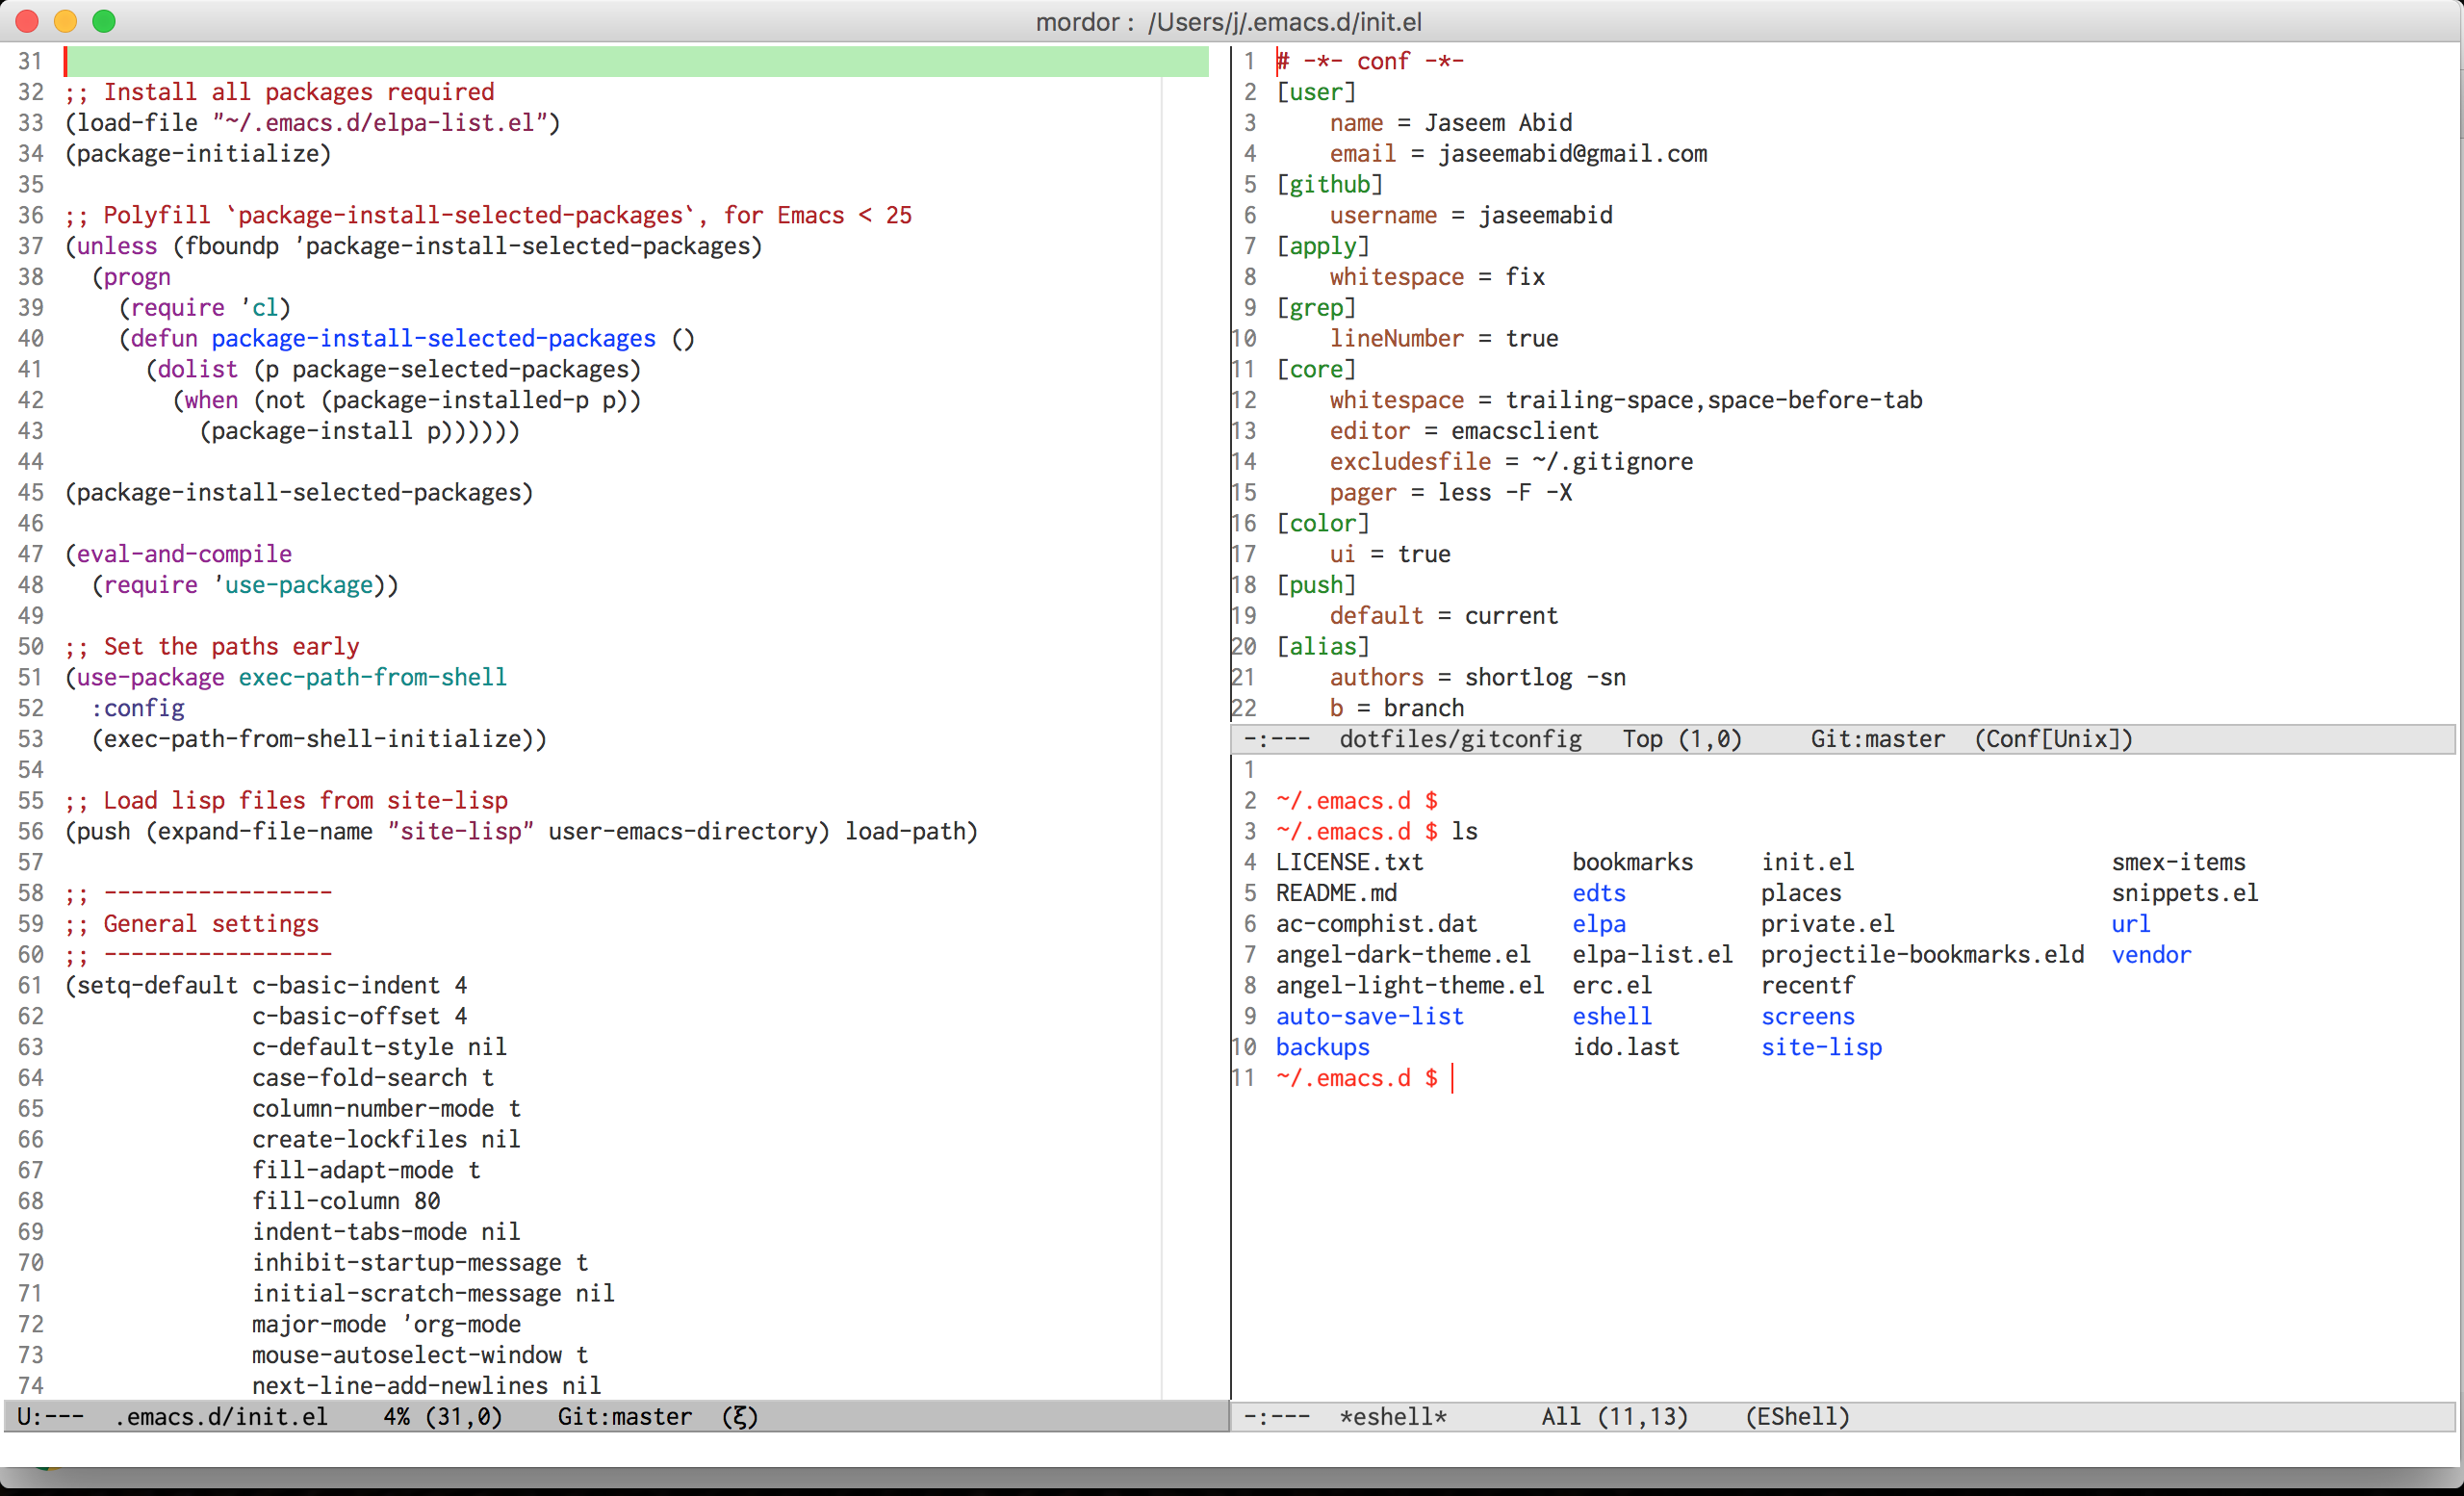 mordor : /Users/j/.emacs.d/init.el
31
32 ;; Install all packages required
33 (load-file "~/.emacs.d/elpa-list.el")
34 (package-initialize)
35
36 ;; Polyfill `package-install-selected-packages`, for Emacs < 25
37 (unless (fboundp 'package-install-selected-packages)
38   (progn
39     (require 'cl)
40     (defun package-install-selected-packages ()
41       (dolist (p package-selected-packages)
42         (when (not (package-installed-p p))
43           (package-install p))))))
44
45 (package-install-selected-packages)
46
47 (eval-and-compile
48   (require 'use-package))
49
50 ;; Set the paths early
51 (use-package exec-path-from-shell
52   :config
53   (exec-path-from-shell-initialize))
54
55 ;; Load lisp files from site-lisp
56 (push (expand-file-name "site-lisp" user-emacs-directory) load-path)
57
58 ;; -----------------
59 ;; General settings
60 ;; -----------------
61 (setq-default c-basic-indent 4
62               c-basic-offset 4
63               c-default-style nil
64               case-fold-search t
65               column-number-mode t
66               create-lockfiles nil
67               fill-adapt-mode t
68               fill-column 80
69               indent-tabs-mode nil
70               inhibit-startup-message t
71               initial-scratch-message nil
72               major-mode 'org-mode
73               mouse-autoselect-window t
74               next-line-add-newlines nil
U:--- .emacs.d/init.el 4% (31,0) Git:master (ξ)
1 # -*- conf -*-
2 [user]
3     name = Jaseem Abid
4     email = jaseemabid@gmail.com
5 [github]
6     username = jaseemabid
7 [apply]
8     whitespace = fix
9 [grep]
10     lineNumber = true
11 [core]
12     whitespace = trailing-space,space-before-tab
13     editor = emacsclient
14     excludesfile = ~/.gitignore
15     pager = less -F -X
16 [color]
17     ui = true
18 [push]
19     default = current
20 [alias]
21     authors = shortlog -sn
22     b = branch
-:--- dotfiles/gitconfig Top (1,0) Git:master (Conf[Unix])
1
2 ~/.emacs.d $
3 ~/.emacs.d $ ls
4 LICENSE.txt bookmarks init.el smex-items
5 README.md edts places snippets.el
6 ac-comphist.dat elpa private.el url
7 angel-dark-theme.el elpa-list.el projectile-bookmarks.eld vendor
8 angel-light-theme.el erc.el recentf
9 auto-save-list eshell screens
10 backups ido.last site-lisp
11 ~/.emacs.d $
-:--- *eshell* All (11,13) (EShell)